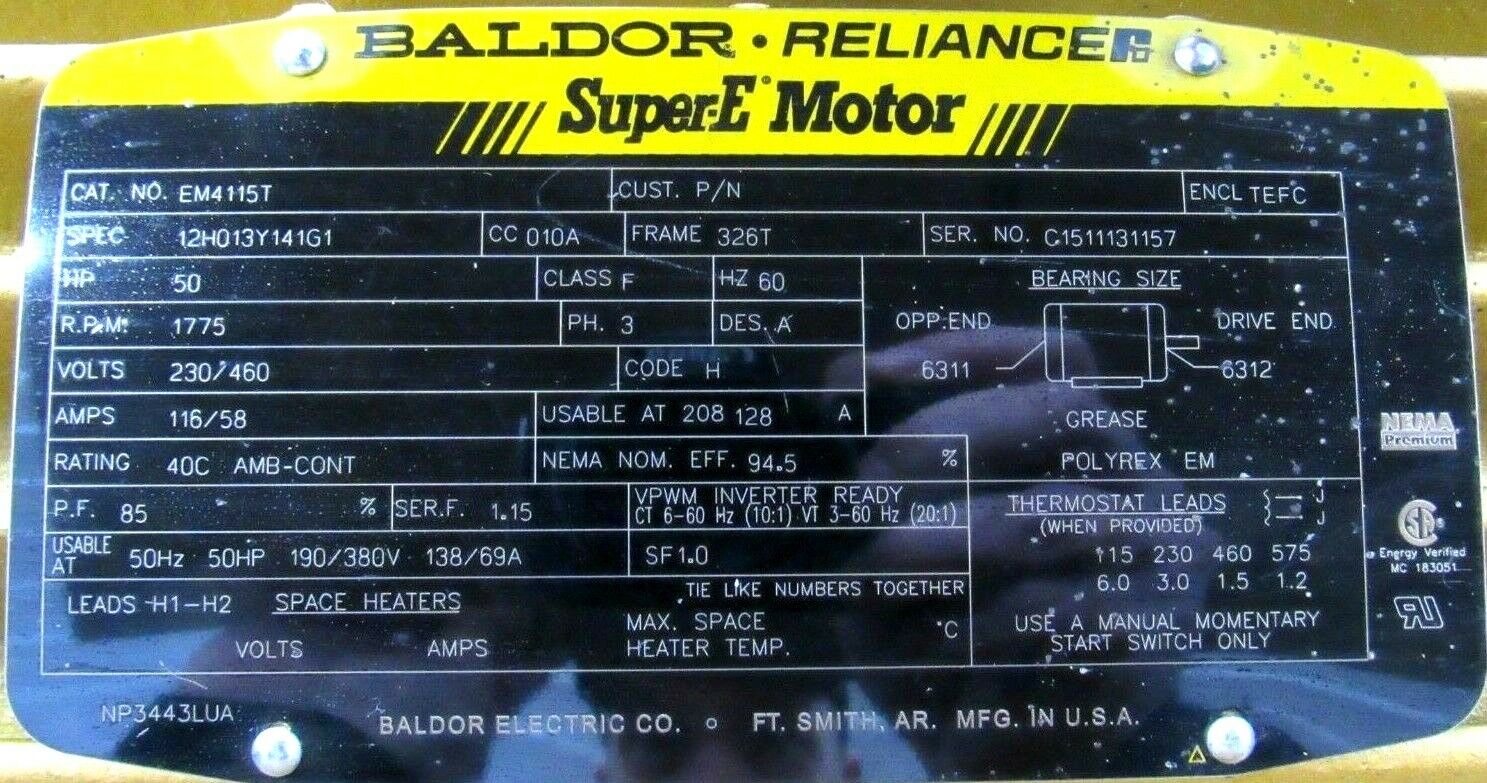 BALDOR • RELIANCE
Super-E® Motor
CAT. NO. EM4115T CUST. P/N ENCL TEFC
SPEC 12H013Y141G1 CC 010A FRAME 326T SER. NO. C1511131157
HP 50 CLASS F HZ 60 BEARING SIZE
R.P.M. 1775 PH. 3 DES. A OPP.END DRIVE END
VOLTS 230/460 CODE H 6311 6312
AMPS 116/58 USABLE AT 208 128 A GREASE
RATING 40C AMB-CONT NEMA NOM. EFF. 94.5 % POLYREX EM
P.F. 85 % SER.F. 1.15 VPWM INVERTER READY
CT 6-60 Hz (10:1) VT 3-60 Hz (20:1)
THERMOSTAT LEADS J
(WHEN PROVIDED) J
USABLE AT 50Hz 50HP 190/380V 138/69A SF1.0
115 230 460 575
6.0 3.0 1.5 1.2
LEADS H1-H2 SPACE HEATERS TIE LIKE NUMBERS TOGETHER
VOLTS AMPS
MAX. SPACE
HEATER TEMP. °C
USE A MANUAL MOMENTARY
START SWITCH ONLY
NEMA
Premium
Energy Verified
MC 183051
NP3443LUA
BALDOR ELECTRIC CO. ○ FT. SMITH, AR. MFG. IN U.S.A.